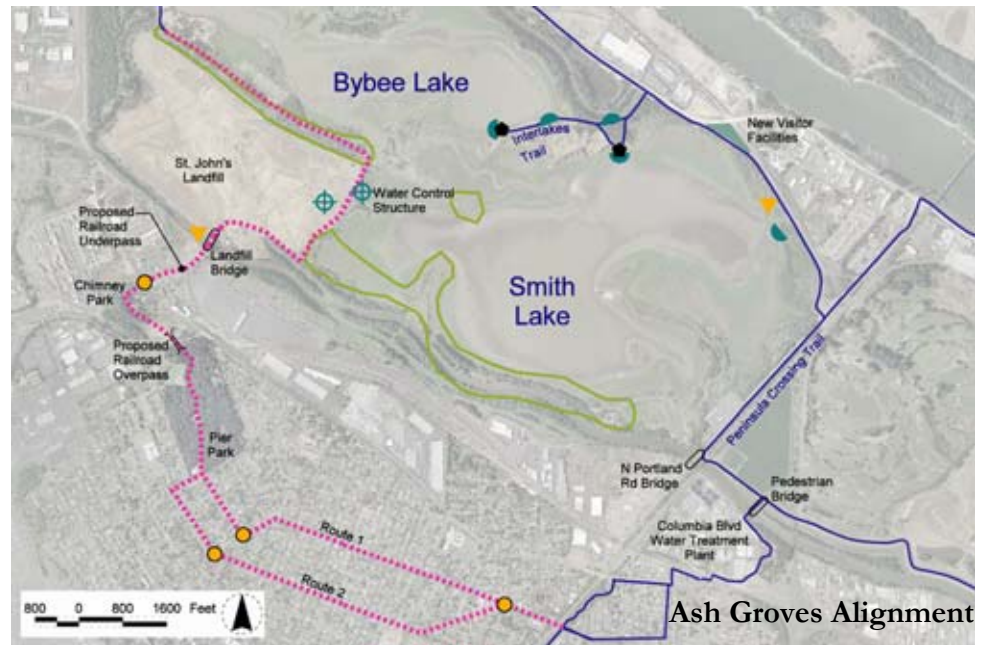 Bybee Lake
Interlakes
Trail
New Visitor
Facilities
St. John's
Landfill
Water Control
Structure
Proposed
Railroad
Underpass
Landfill
Bridge
Chimney
Park
Smith
Lake
Proposed
Railroad
Overpass
Peninsula Crossing Trail
Pier
Park
N Portland
Rd Bridge
Pedestrian
Bridge
Columbia Blvd
Water Treatment
Plant
Route 1
Route 2
800 0 800 1600 Feet
Ash Groves Alignment